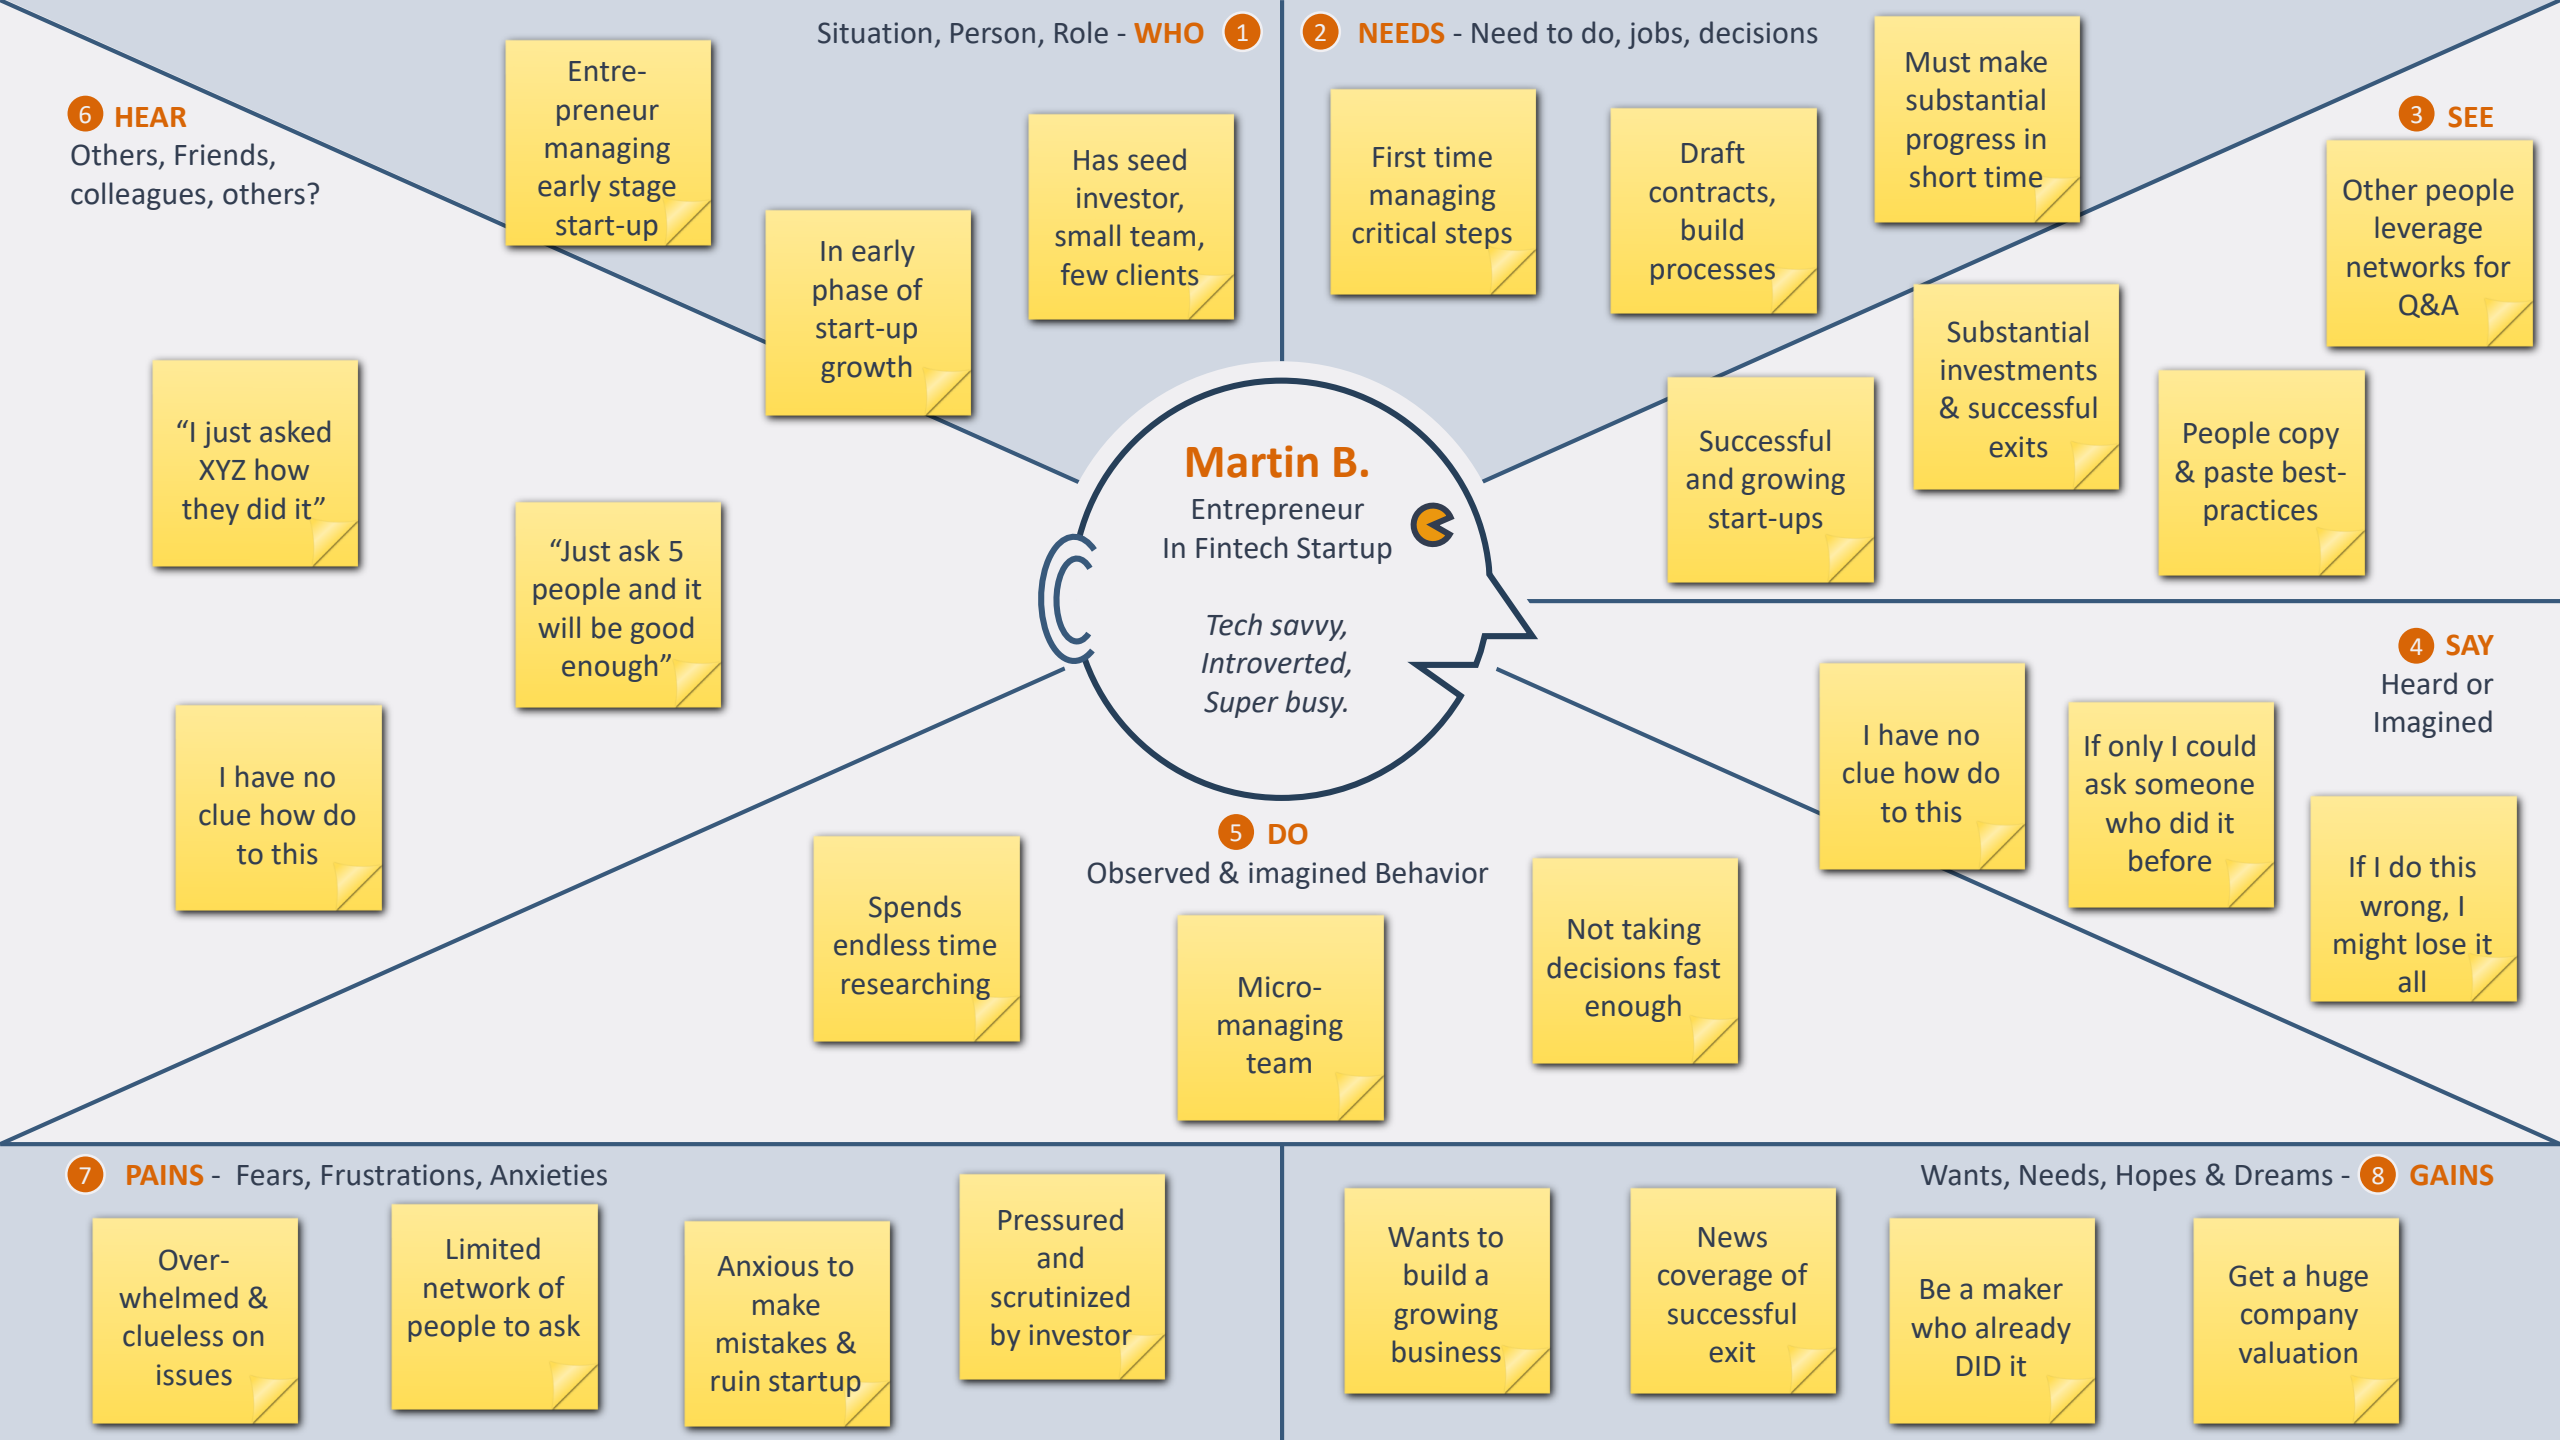 Situation, Person, Role - WHO 1
Entre-
preneur
managing
early stage
start-up
In early
phase of
start-up
growth
Has seed
investor,
small team,
few clients
2 NEEDS - Need to do, jobs, decisions
First time
managing
critical steps
Draft
contracts,
build
processes
Must make
substantial
progress in
short time
3 SEE
Other people
leverage
networks for
Q&A
Substantial
investments
& successful
exits
Successful
and growing
start-ups
People copy
& paste best-
practices
4 SAY
Heard or
Imagined
I have no
clue how do
to this
If only I could
ask someone
who did it
before
If I do this
wrong, I
might lose it
all
Martin B.
Entrepreneur
In Fintech Startup
Tech savvy,
Introverted,
Super busy.
5 DO
Observed & imagined Behavior
Spends
endless time
researching
Micro-
managing
team
Not taking
decisions fast
enough
6 HEAR
Others, Friends,
colleagues, others?
“I just asked
XYZ how
they did it”
“Just ask 5
people and it
will be good
enough”
I have no
clue how do
to this
7 PAINS - Fears, Frustrations, Anxieties
Over-
whelmed &
clueless on
issues
Limited
network of
people to ask
Anxious to
make
mistakes &
ruin startup
Pressured
and
scrutinized
by investor
Wants, Needs, Hopes & Dreams - 8 GAINS
Wants to
build a
growing
business
News
coverage of
successful
exit
Be a maker
who already
DID it
Get a huge
company
valuation